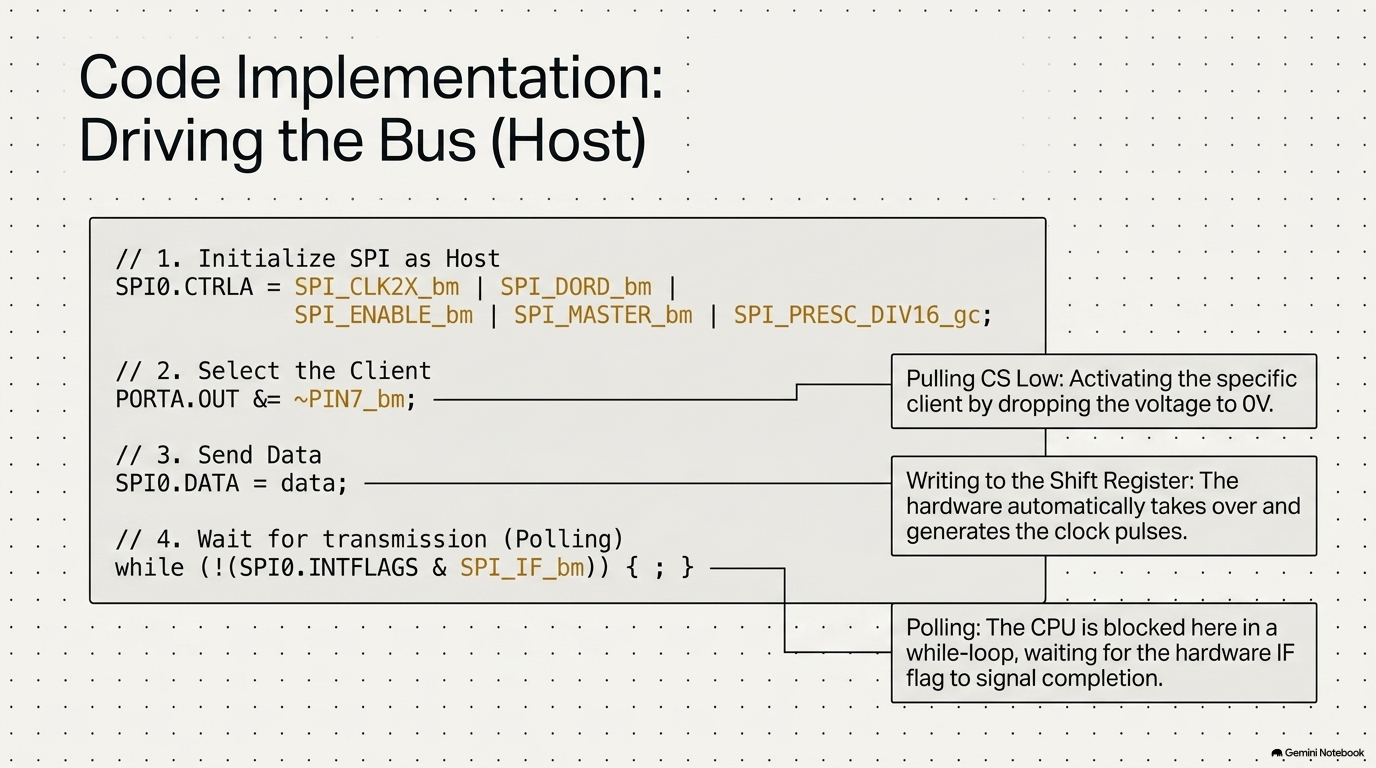 Code Implementation:
Driving the Bus (Host)
// 1. Initialize SPI as Host
SPI0.CTRLA = SPI_CLK2X_bm | SPI_DORD_bm |
SPI_ENABLE_bm | SPI_MASTER_bm | SPI_PRESC_DIV16_gc;
// 2. Select the Client
PORTA.OUT &= ~PIN7_bm;
Pulling CS Low: Activating the specific
client by dropping the voltage to 0V.
// 3. Send Data
SPI0.DATA = data;
Writing to the Shift Register: The
hardware automatically takes over and
generates the clock pulses.
// 4. Wait for transmission (Polling)
while (!(SPI0.INTFLAGS & SPI_IF_bm)) { ; }
Polling: The CPU is blocked here in a
while-loop, waiting for the hardware IF
flag to signal completion.
Gemini Notebook